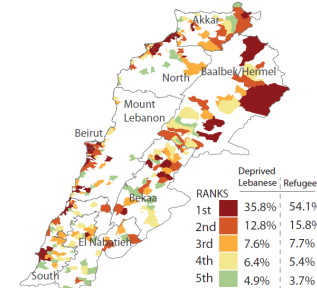 Akkar
North
Baalbek/Hermel
Mount
Lebanon
Beirut
Bekaa
El Nabatieh
South
Deprived
Lebanese Refugee
RANKS
1st 35.8% 54.1%
2nd 12.8% 15.8%
3rd 7.6% 7.7%
4th 6.4% 5.4%
5th 4.9% 3.7%